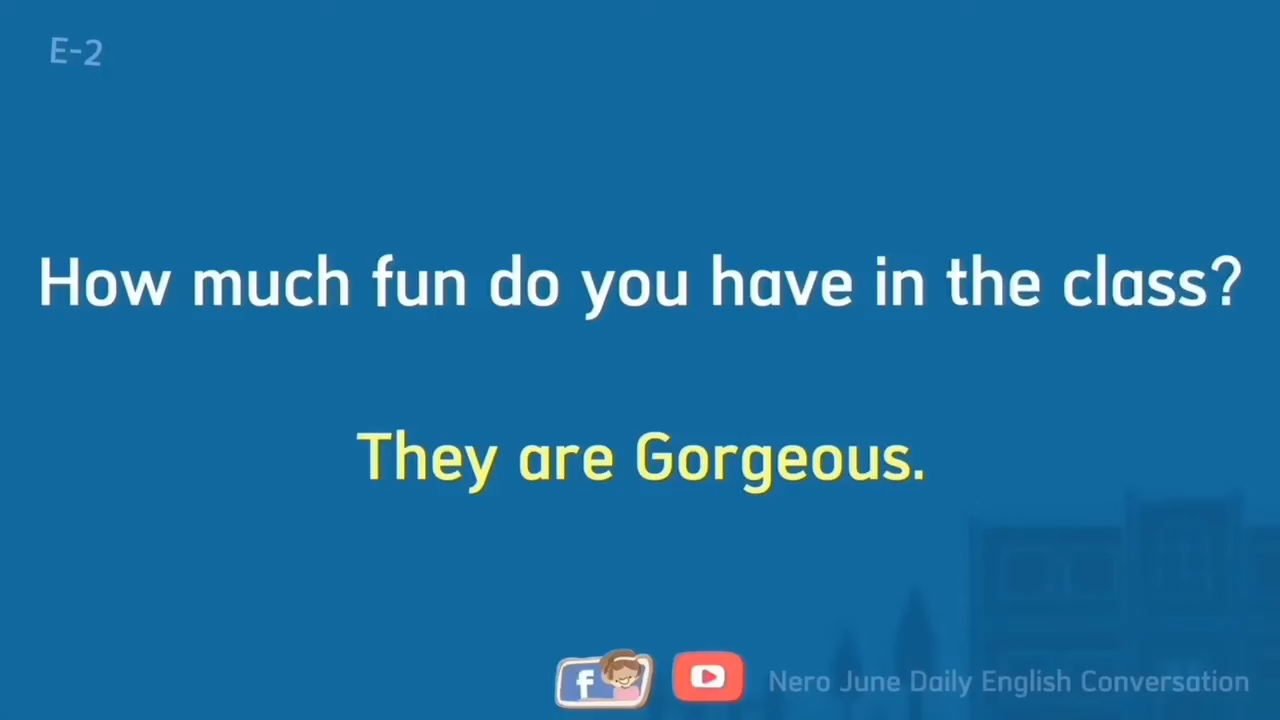 E-2
How much fun do you have in the class?
They are Gorgeous.
f
Nero June Daily English Conversation